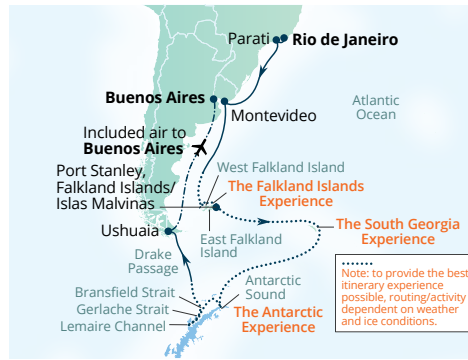 Parati
Rio de Janeiro
Buenos Aires
Montevideo
Atlantic
Ocean
Included air to
Buenos Aires
West Falkland Island
Port Stanley,
Falkland Islands/
Islas Malvinas
The Falkland Islands
Experience
The South Georgia
Experience
Ushuaia
East Falkland
Island
Drake
Passage
Antarctic
Sound
Bransfield Strait
Gerlache Strait
Lemaire Channel
The Antarctic
Experience
Note: to provide the best
itinerary experience
possible, routing/activity
dependent on weather
and ice conditions.